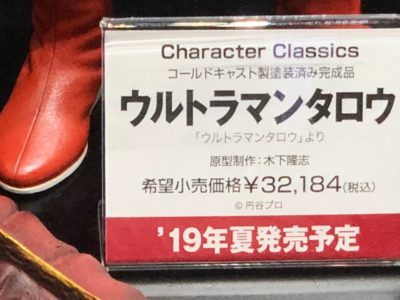 Character Classics
コールドキャスト製塗装済み完成品
ウルトラマンタロウ
「ウルトラマンタロウ」より
原型制作：木下隆志
希望小売価格￥32,184(税込)
© 円谷プロ
'19年夏発売予定